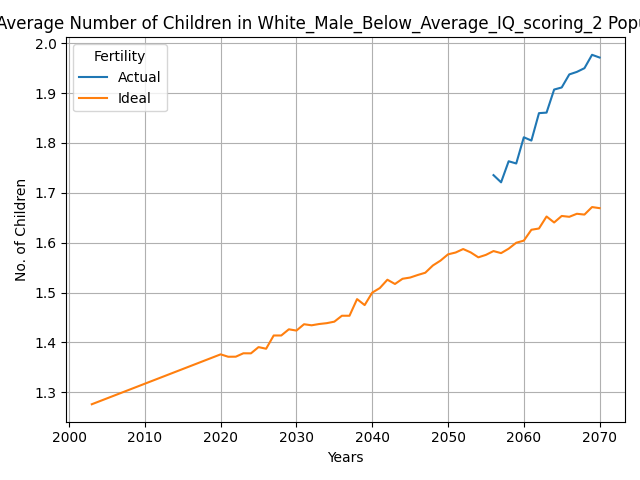 Average Number of Children in White_Male_Below_Average_IQ_scoring_2 Popu
Fertility
Actual
Ideal
2.0
1.9
1.8
1.7
1.6
1.5
1.4
1.3
No. of Children
2000 2010 2020 2030 2040 2050 2060 2070
Years